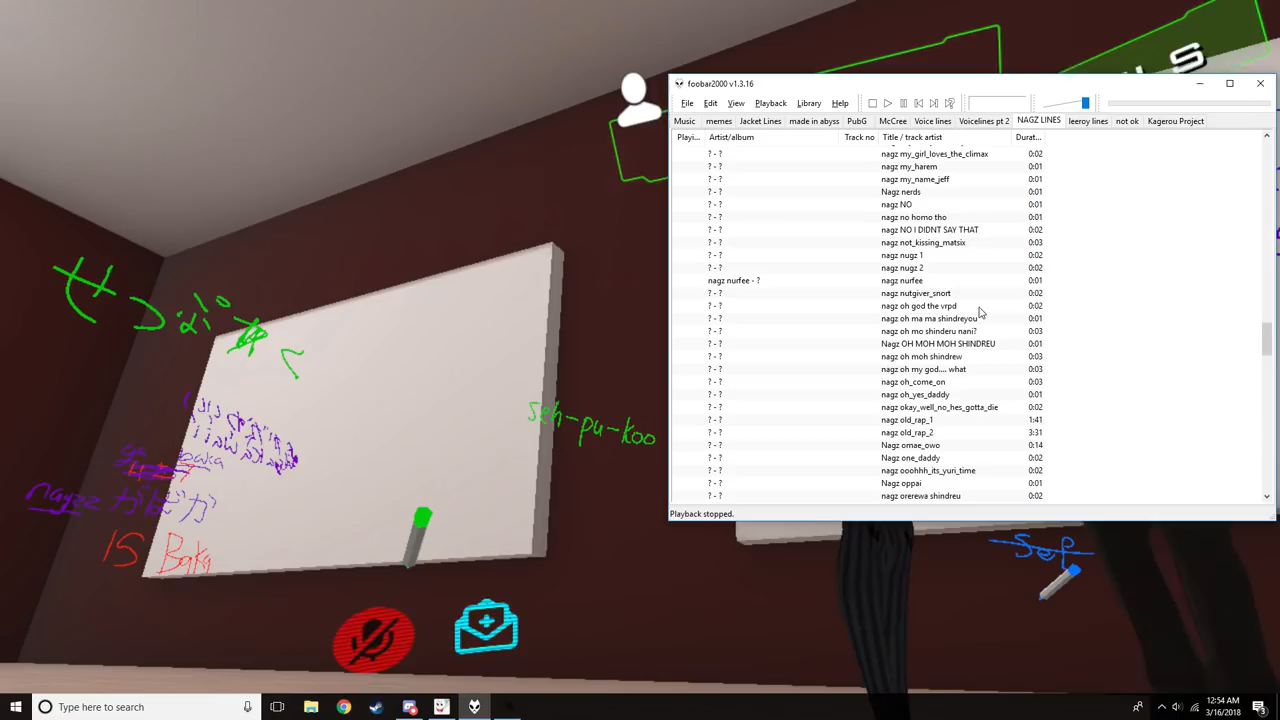 foobar2000 v1.3.16
File Edit View Playback Library Help
Music memes Jacket Lines made in abyss PubG McCree Voice lines Voicelines pt 2 NAGZ LINES leeroy lines not ok Kagerou Project
Playi... Artist/album Track no Title / track artist Durat...
? - ? nagz my_girl_loves_the_climax 0:02
? - ? nagz my_harem 0:01
? - ? nagz my_name_jeff 0:01
? - ? Nagz nerds 0:01
? - ? nagz NO 0:01
? - ? nagz no homo tho 0:01
? - ? nagz NO I DIDNT SAY THAT 0:02
? - ? nagz not_kissing_matsix 0:03
? - ? nagz nugz 1 0:02
? - ? nagz nugz 2 0:02
nagz nurfee - ? nagz nurfee 0:01
? - ? nagz nutgiver_snort 0:02
? - ? nagz oh god the vrpd 0:02
? - ? nagz oh ma ma shindreyou 0:01
? - ? nagz oh mo shinderu nani? 0:03
? - ? Nagz OH MOH MOH SHINDREU 0:01
? - ? nagz oh moh shindrew 0:03
? - ? nagz oh my god.... what 0:03
? - ? nagz oh_come_on 0:03
? - ? nagz oh_yes_daddy 0:01
? - ? nagz okay_well_no_hes_gotta_die 0:02
? - ? nagz old_rap_1 1:41
? - ? nagz old_rap_2 3:31
? - ? Nagz omae_owo 0:14
? - ? Nagz one_daddy 0:02
? - ? nagz ooohhh_its_yuri_time 0:02
? - ? Nagz oppai 0:01
? - ? nagz orerewa shindreu 0:02
Playback stopped.
L S
seh-pu-koo
baka
nagzz
IS Baka
Sep
Type here to search
12:54 AM
3/16/2018
3